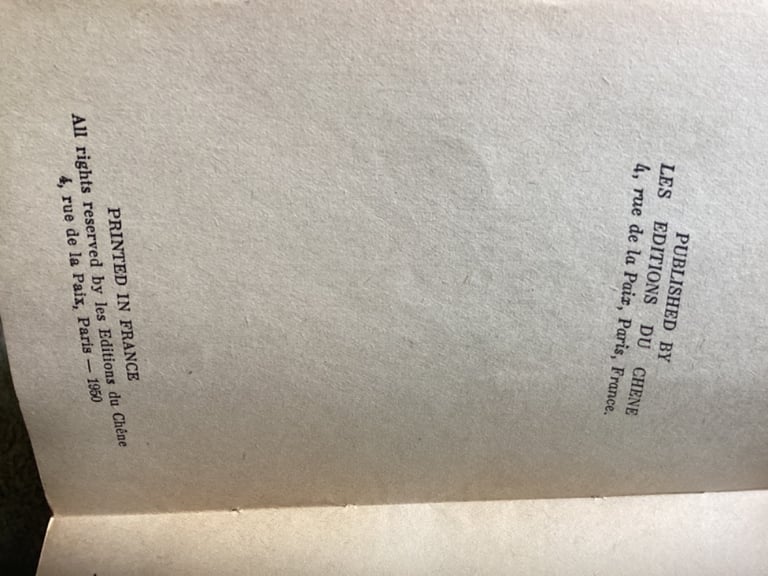 PUBLISHED BY
LES EDITIONS DU CHENE
4, rue de la Paix, Paris, France.
PRINTED IN FRANCE
All rights reserved by les Editions du Chêne
4, rue de la Paix, Paris — 1950